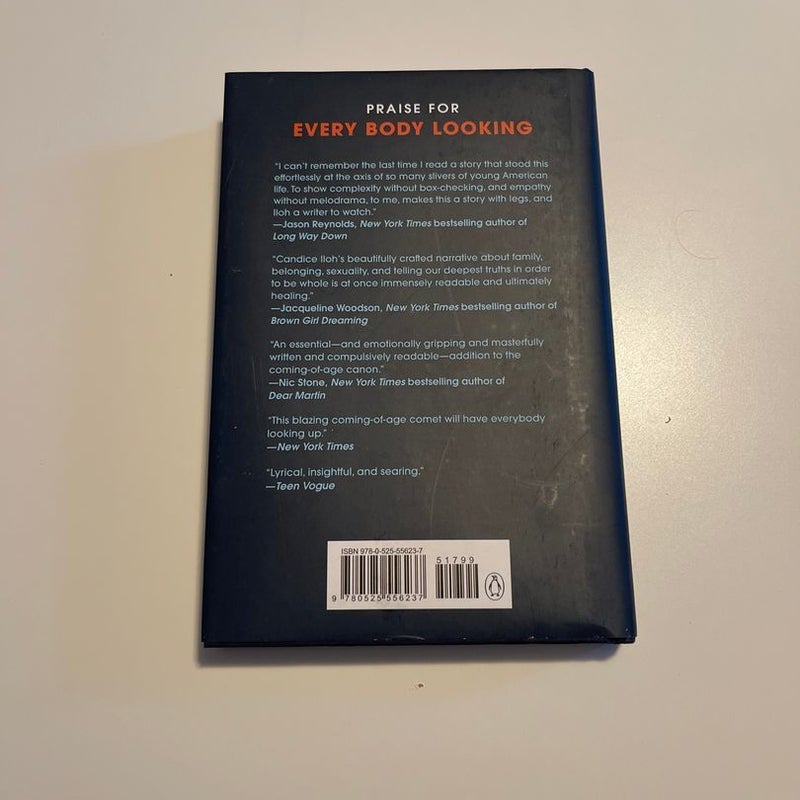 PRAISE FOR
EVERY BODY LOOKING
"I can't remember the last time I read a story that stood this
effortlessly at the axis of so many slivers of young American
life. To show complexity without box-checking, and empathy
without melodrama, to me, makes this a story with legs, and
Iloh a writer to watch."
—Jason Reynolds, New York Times bestselling author of
Long Way Down
"Candice Iloh's beautifully crafted narrative about family,
belonging, sexuality, and telling our deepest truths in order
to be whole is at once immensely readable and ultimately
healing."
—Jacqueline Woodson, New York Times bestselling author of
Brown Girl Dreaming
"An essential—and emotionally gripping and masterfully
written and compulsively readable—addition to the
coming-of-age canon."
—Nic Stone, New York Times bestselling author of
Dear Martin
"This blazing coming-of-age comet will have everybody
looking up."
—New York Times
"Lyrical, insightful, and searing."
—Teen Vogue
ISBN 978-0-525-55623-7
51799
9 780525 556237